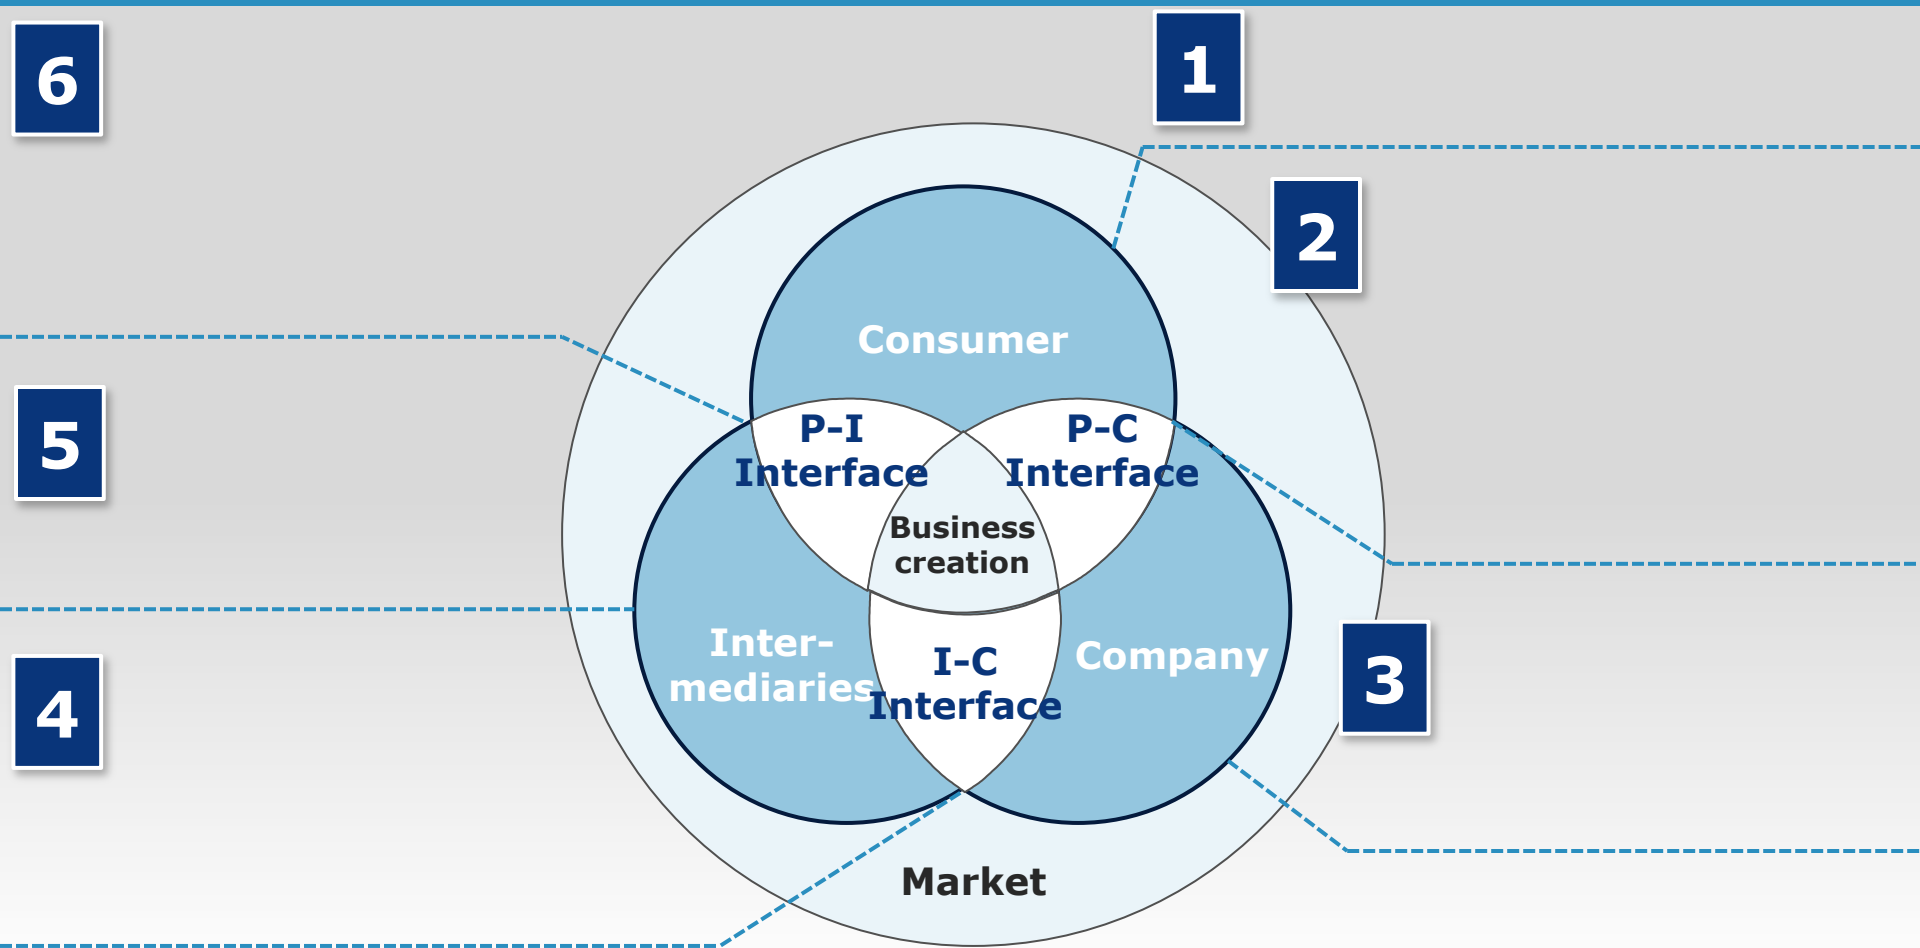 6
1
2
Consumer
P–I
Interface
P–C
Interface
5
Business
creation
Inter–
mediaries
I–C
Interface
Company
3
4
Market